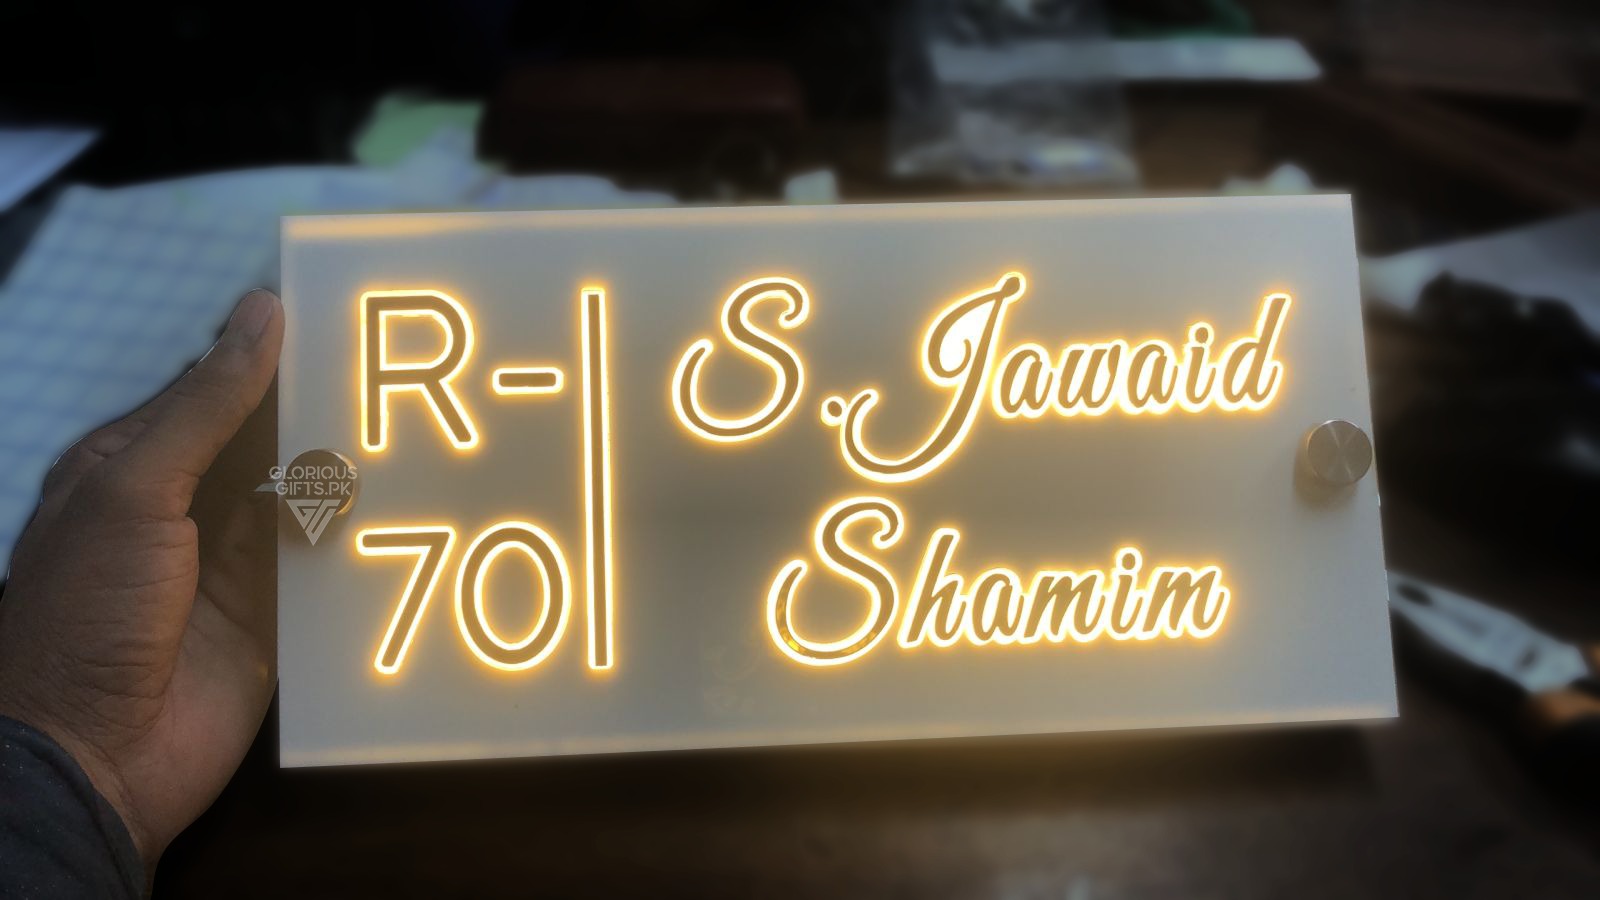 R-
70
S. Jawaid
Shamim
GLORIOUS
GIFTS.PK